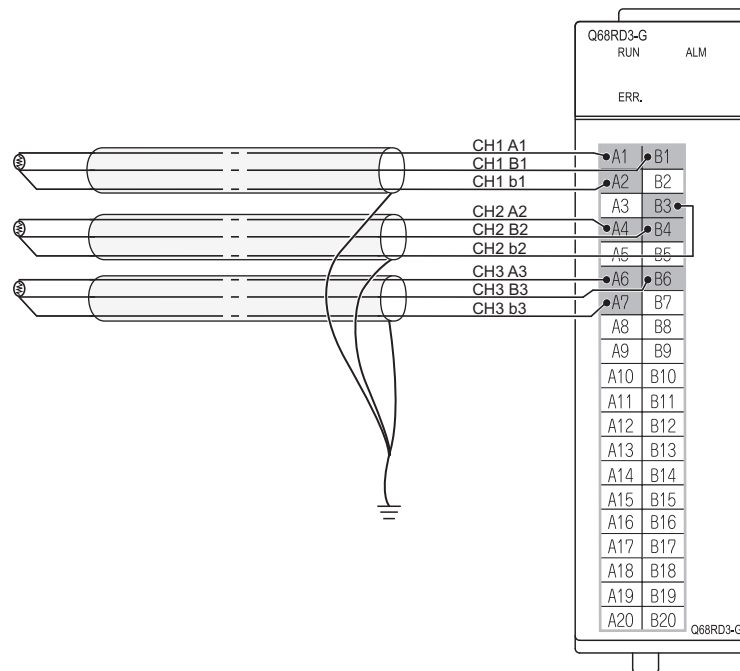 Q68RD3-G
RUN ALM
ERR.
CH1 A1
CH1 B1
CH1 b1
CH2 A2
CH2 B2
CH2 b2
CH3 A3
CH3 B3
CH3 b3
A1 B1
A2 B2
A3 B3
A4 B4
A5 B5
A6 B6
A7 B7
A8 B8
A9 B9
A10 B10
A11 B11
A12 B12
A13 B13
A14 B14
A15 B15
A16 B16
A17 B17
A18 B18
A19 B19
A20 B20
Q68RD3-G